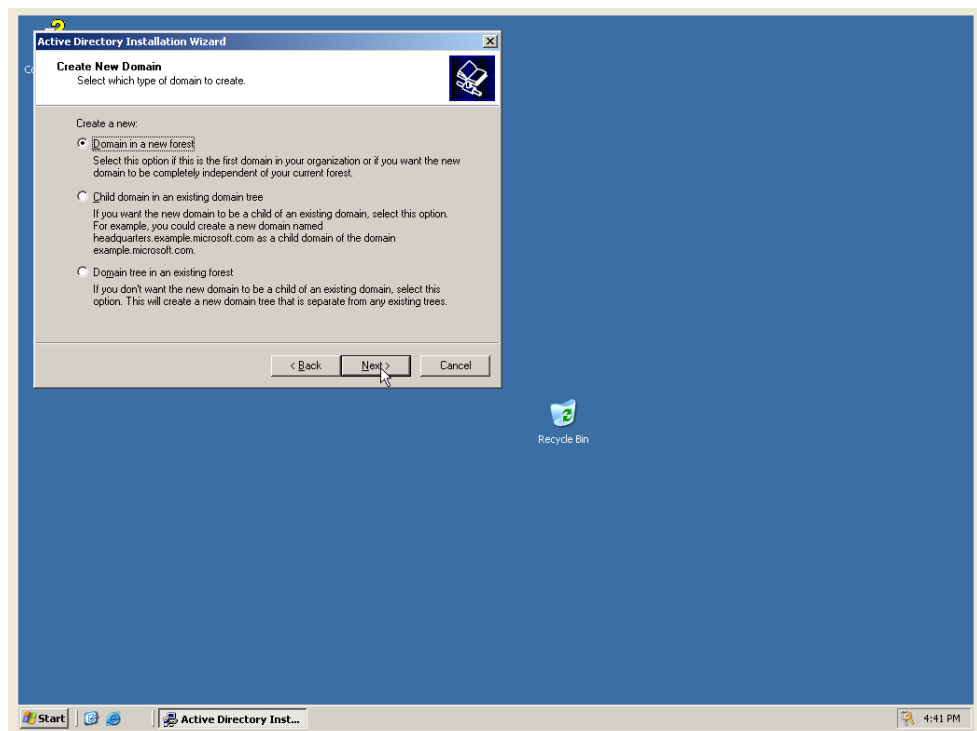 Active Directory Installation Wizard
Create New Domain
Select which type of domain to create.
Create a new:
Domain in a new forest
Select this option if this is the first domain in your organization or if you want the new
domain to be completely independent of your current forest.
Child domain in an existing domain tree
If you want the new domain to be a child of an existing domain, select this option.
For example, you could create a new domain named
headquarters.example.microsoft.com as a child domain of the domain
example.microsoft.com.
Domain tree in an existing forest
If you don't want the new domain to be a child of an existing domain, select this
option. This will create a new domain tree that is separate from any existing trees.
< Back Next > Cancel
Recycle Bin
Start Active Directory Inst... 4:41 PM